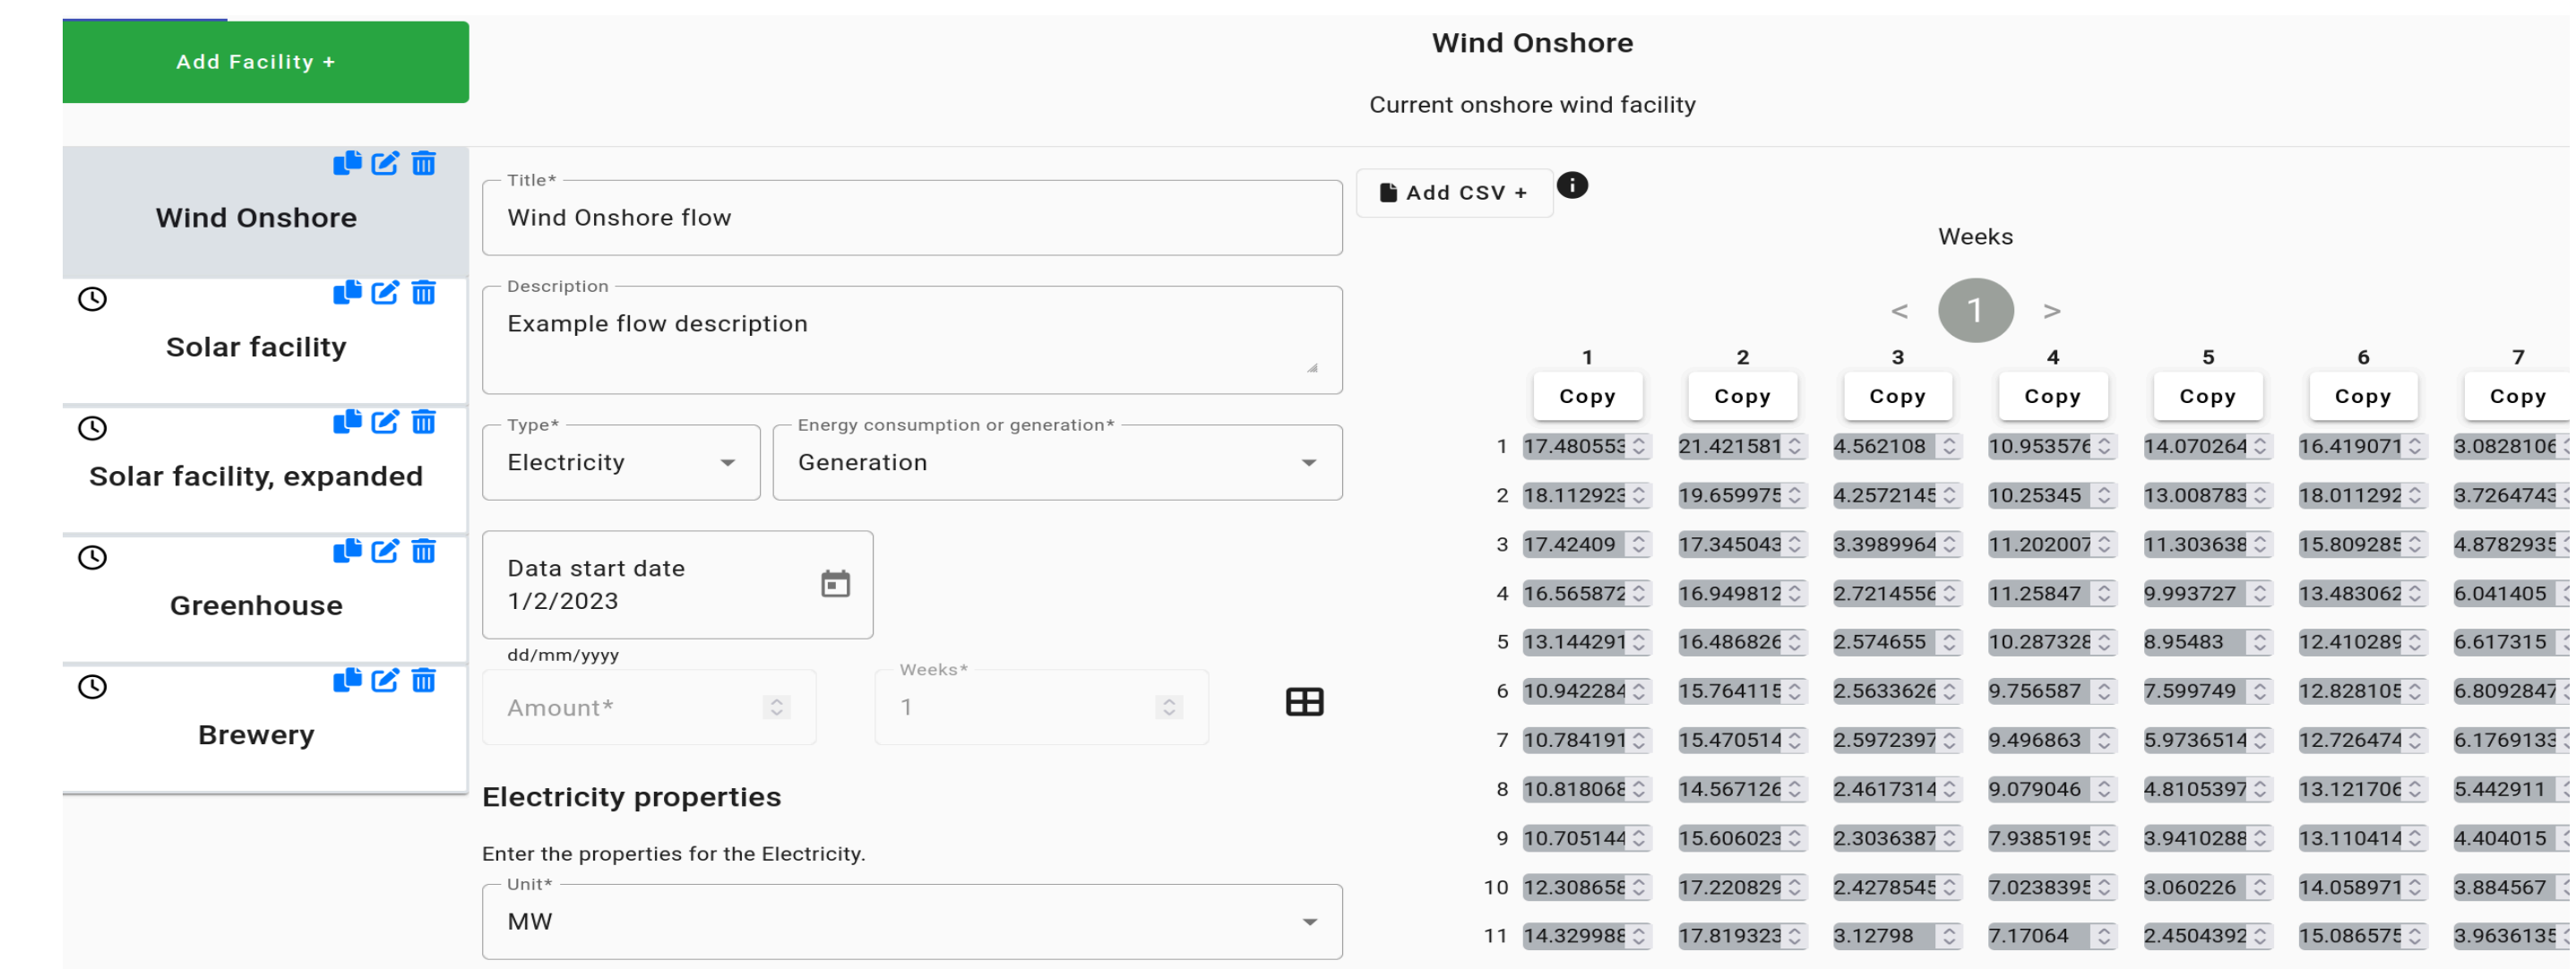 Add Facility +
Wind Onshore
Current onshore wind facility
Wind Onshore
Solar facility
Solar facility, expanded
Greenhouse
Brewery
Title*
Wind Onshore flow
Description
Example flow description
Type*
Electricity
Energy consumption or generation*
Generation
Data start date
1/2/2023
dd/mm/yyyy
Amount*
Weeks*
1
Electricity properties
Enter the properties for the Electricity.
Unit*
MW
Add CSV +
Weeks
< 1 >
1 2 3 4 5 6 7
Copy Copy Copy Copy Copy Copy Copy
1 17.480553 21.421581 4.562108 10.953576 14.070264 16.419071 3.0828106
2 18.112923 19.659975 4.2572145 10.25345 13.008783 18.011292 3.7264743
3 17.42409 17.345043 3.3989964 11.202007 11.303638 15.809285 4.8782935
4 16.565872 16.949812 2.7214556 11.25847 9.993727 13.483062 6.041405
5 13.144291 16.486826 2.574655 10.287328 8.95483 12.410289 6.617315
6 10.942284 15.764115 2.5633626 9.756587 7.599749 12.828105 6.8092847
7 10.784191 15.470514 2.5972397 9.496863 5.9736514 12.726474 6.1769133
8 10.818068 14.567126 2.4617314 9.079046 4.8105397 13.121706 5.442911
9 10.705144 15.606023 2.3036387 7.9385195 3.9410288 13.110414 4.404015
10 12.308658 17.220829 2.4278545 7.0238395 3.060226 14.058971 3.884567
11 14.329988 17.819323 3.12798 7.17064 2.4504392 15.086575 3.9636135